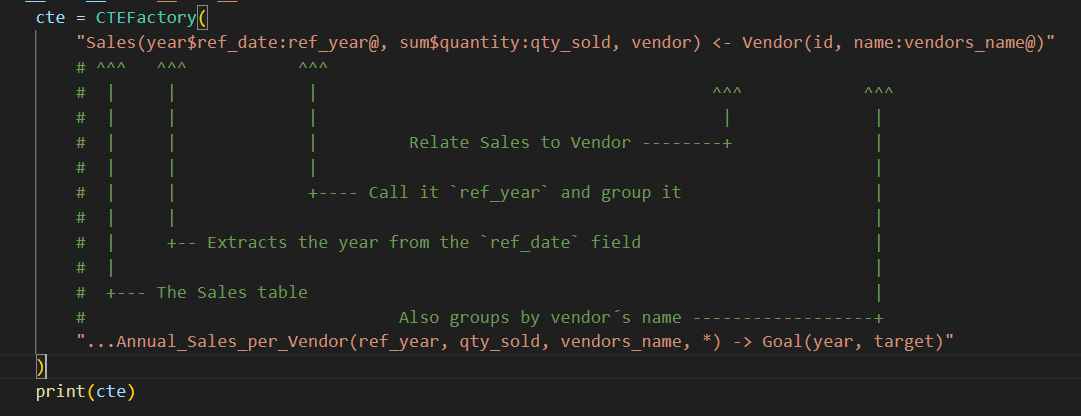 cte = CTEFactory(
    "Sales(year$ref_date:ref_year@, sum$quantity:qty_sold, vendor) <- Vendor(id, name:vendors_name@)"
    # ^^^   ^^^           ^^^
    #  |     |             |                                       ^^^            ^^^
    #  |     |             |                                        |              |
    #  |     |             |         Relate Sales to Vendor --------+              |
    #  |     |             |                                                       |
    #  |     |             +---- Call it `ref_year` and group it                   |
    #  |     |                                                                     |
    #  |     +-- Extracts the year from the `ref_date` field                       |
    #  |                                                                           |
    #  +--- The Sales table                                                        |
    #                               Also groups by vendor´s name ------------------+
    "...Annual_Sales_per_Vendor(ref_year, qty_sold, vendors_name, *) -> Goal(year, target)"
)
print(cte)